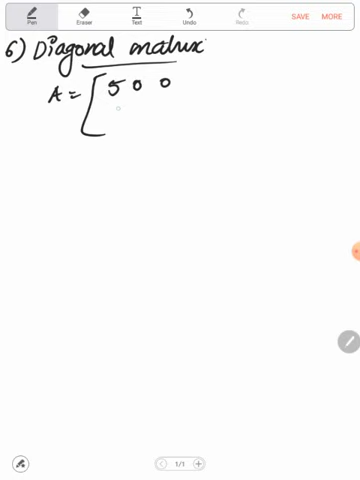 Pen Eraser Text Undo Redo SAVE MORE
6) Diagonal matrix
A = [ 5 0 0
1/1